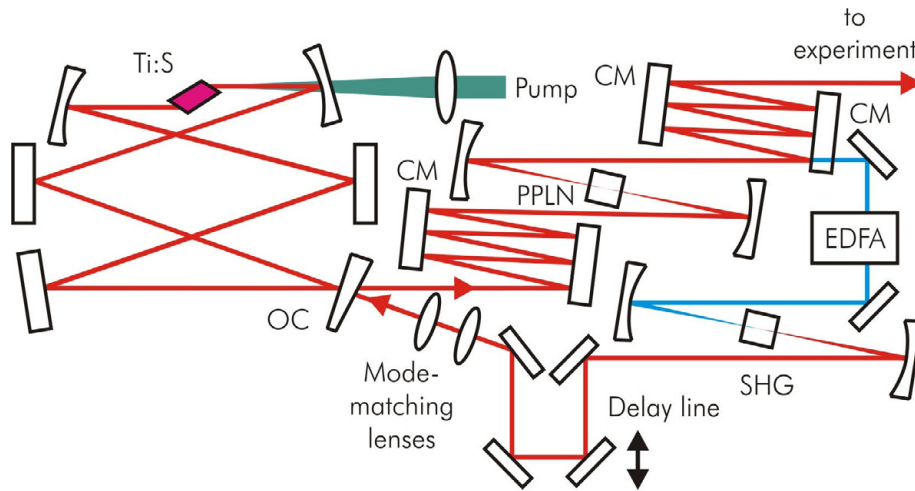 Ti:S
Pump
CM
to
experiment
CM
CM
PPLN
EDFA
OC
Mode-
matching
lenses
Delay line
SHG